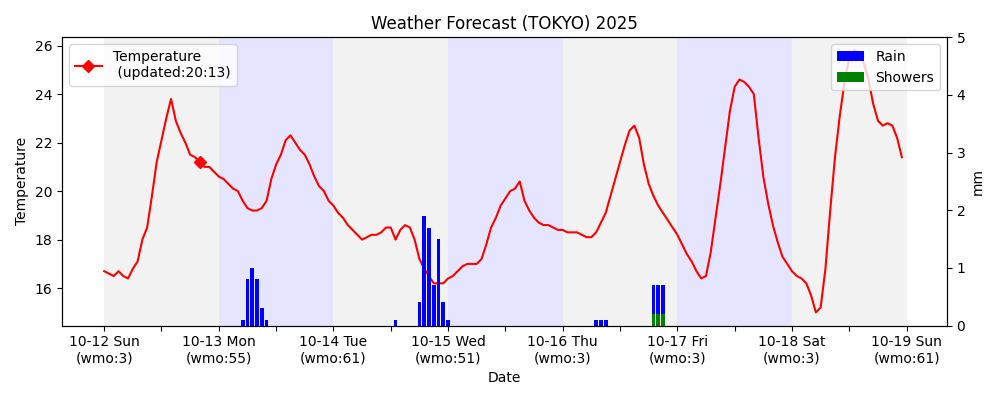 Weather Forecast (TOKYO) 2025
Temperature
(updated:20:13)
Rain
Showers
Temperature
26
24
22
20
18
16
5
4
3
2
1
0
mm
10-12 Sun
(wmo:3)
10-13 Mon
(wmo:55)
10-14 Tue
(wmo:61)
10-15 Wed
(wmo:51)
10-16 Thu
(wmo:3)
10-17 Fri
(wmo:3)
10-18 Sat
(wmo:3)
10-19 Sun
(wmo:61)
Date